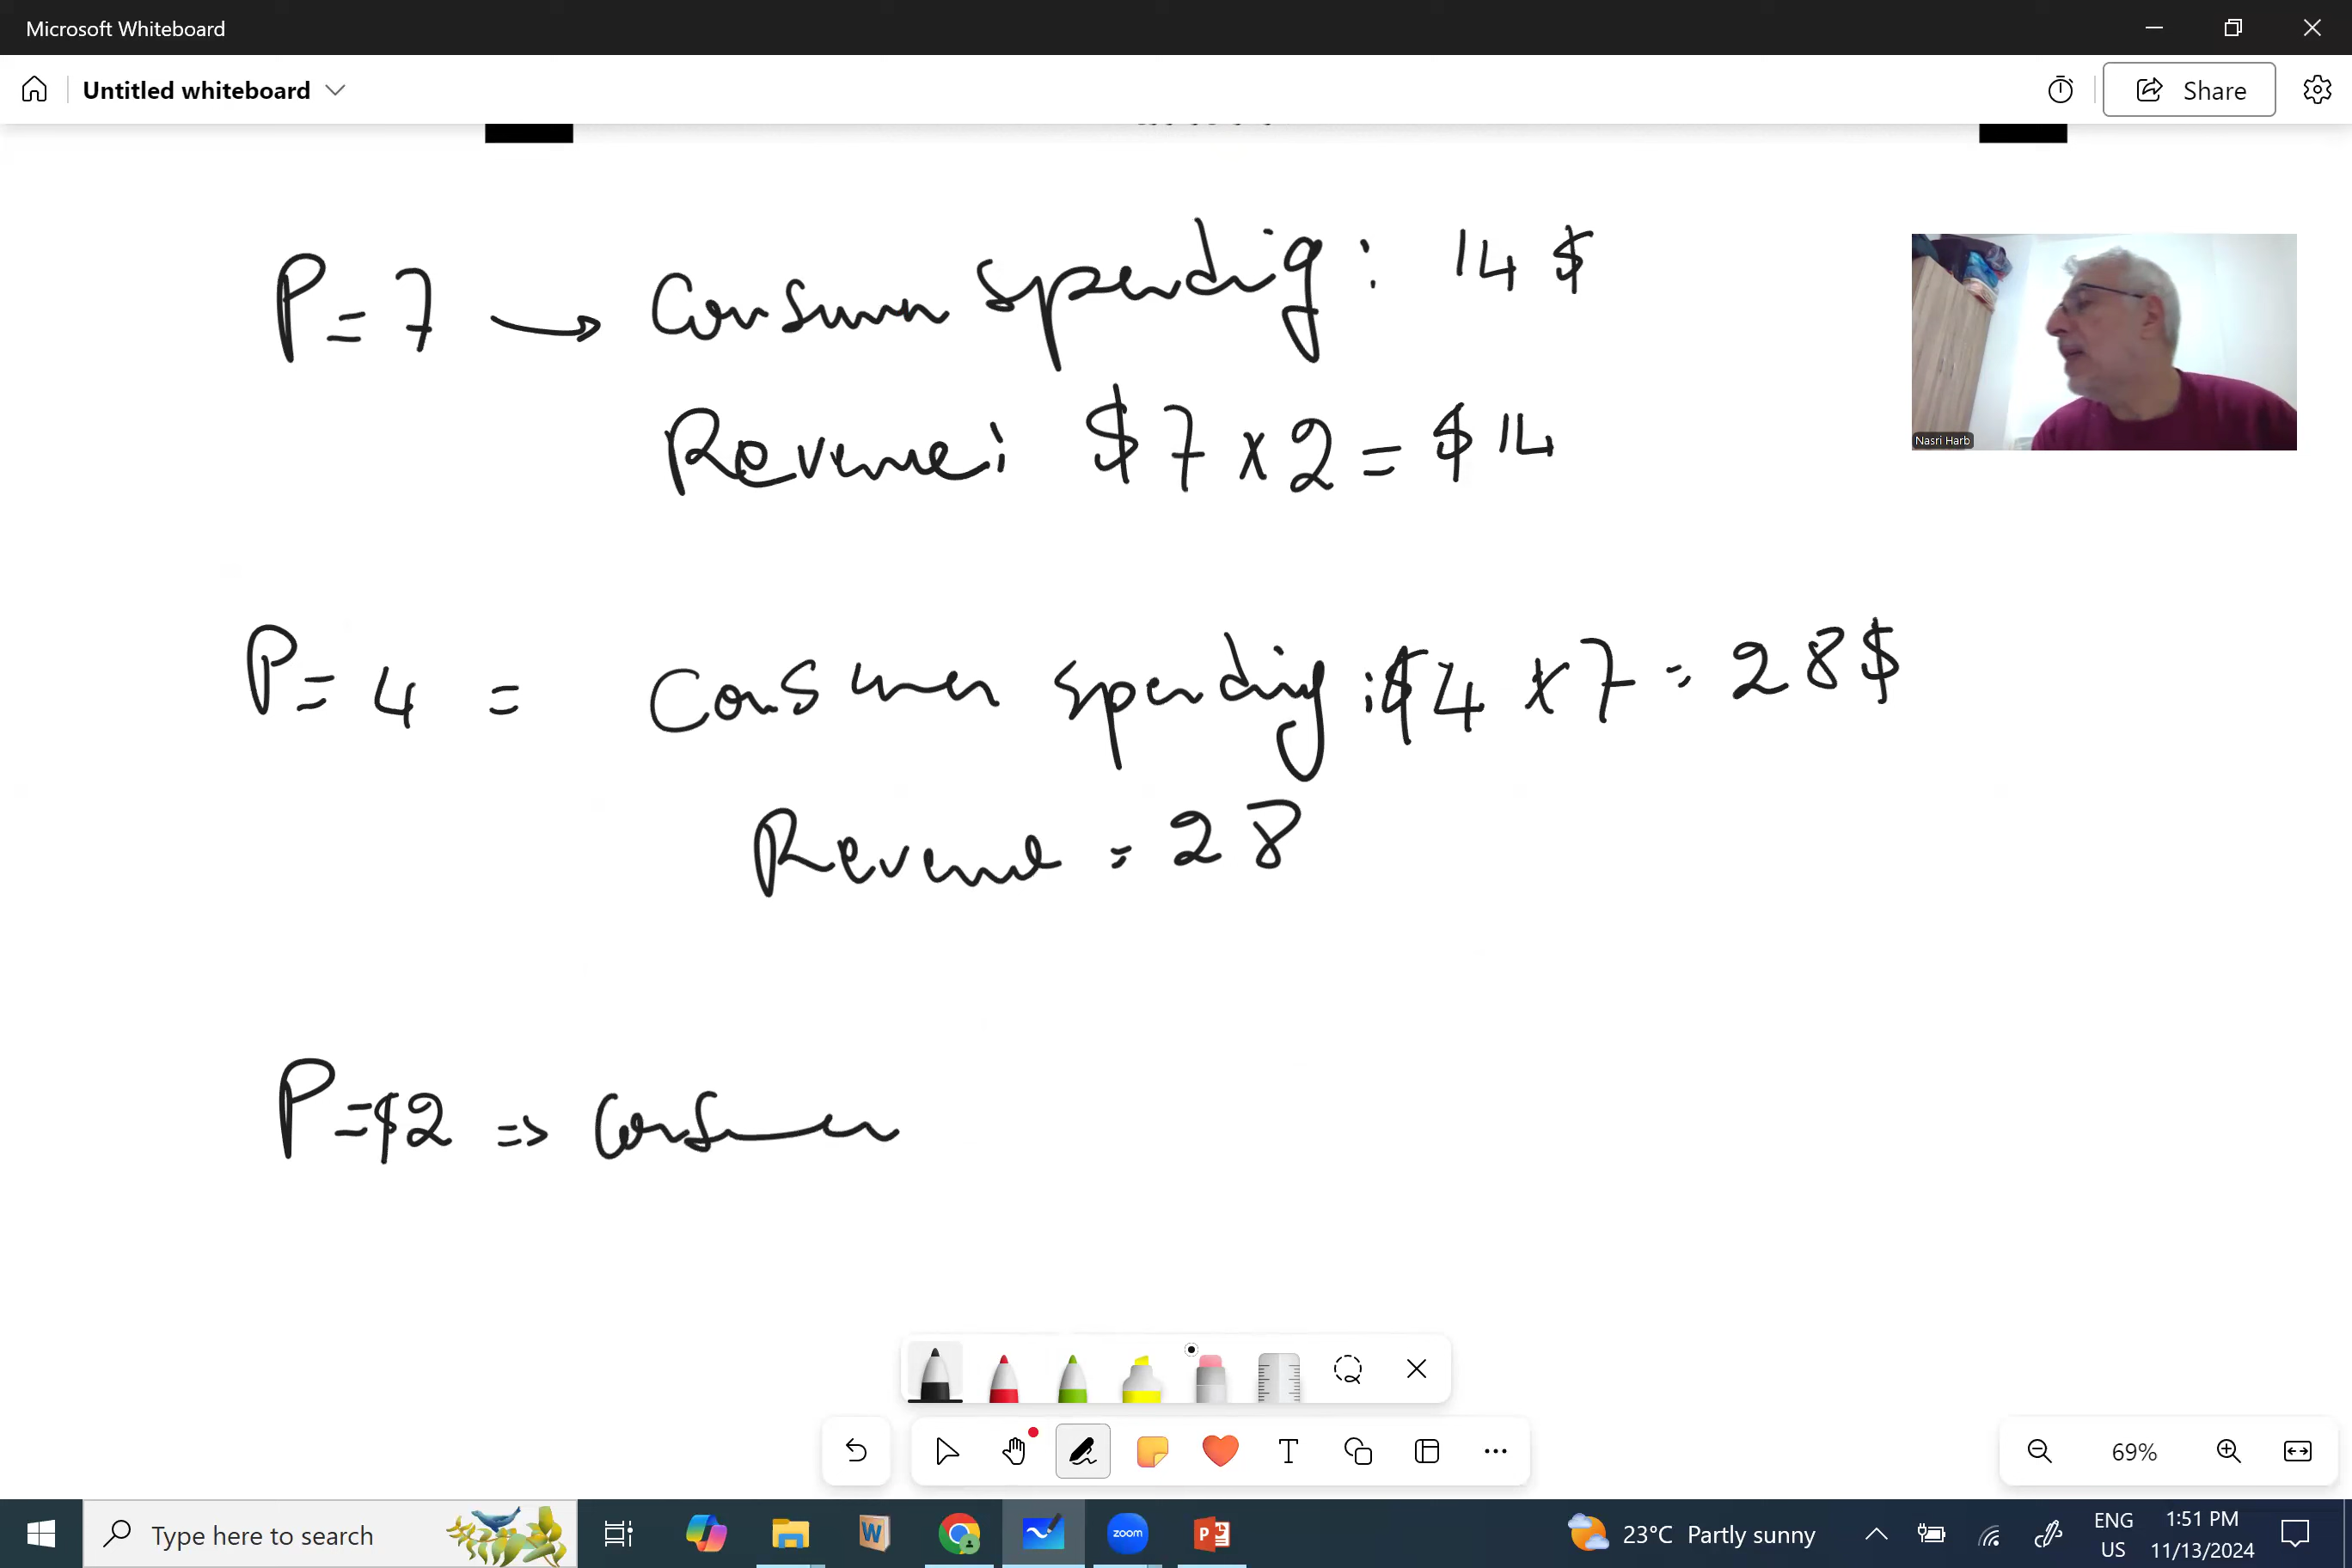 Microsoft Whiteboard
Untitled whiteboard
Share
P=7 → Consumer spending: 14 $
Nasri Harb
Revenue: $7 x 2 = $14
P=4 = Consumer spending: $4 x 7 = 28$
Revenue = 28
P=$2 => Consumer
69%
Type here to search
zoom
23°C Partly sunny
ENG
US
1:51 PM
11/13/2024